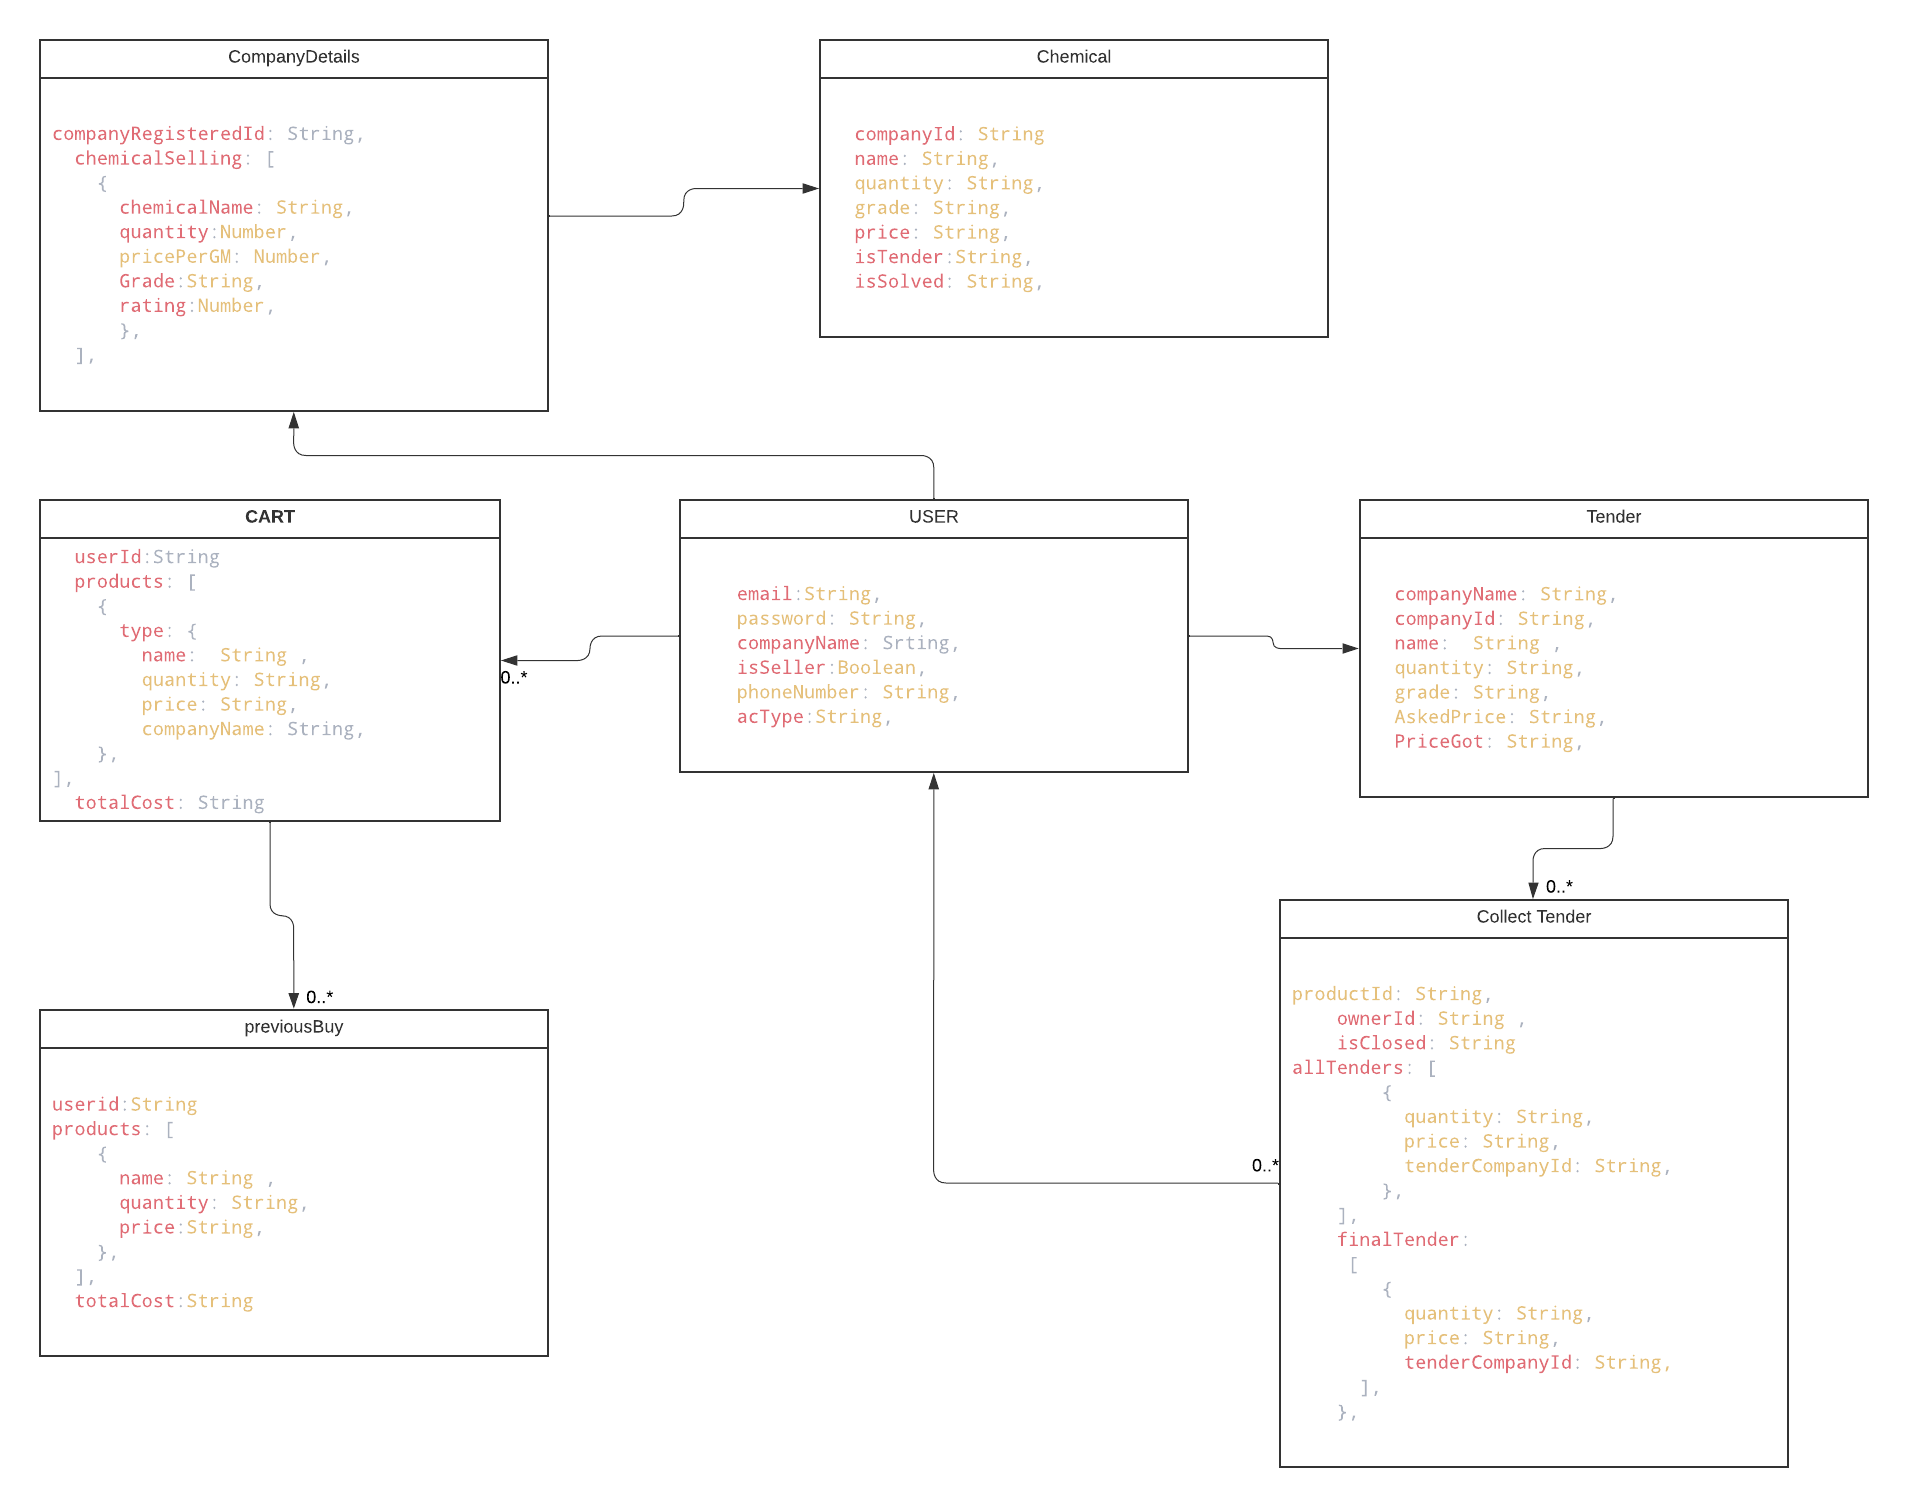 CompanyDetails
companyRegisteredId: String,
chemicalSelling: [
{
chemicalName: String,
quantity:Number,
pricePerGM: Number,
Grade:String,
rating:Number,
},
],
Chemical
companyId: String
name: String,
quantity: String,
grade: String,
price: String,
isTender:String,
isSolved: String,
CART
userId:String
products: [
{
type: {
name:  String ,
quantity: String,
price: String,
companyName: String,
},
],
totalCost: String
0..*
USER
email:String,
password: String,
companyName: Srting,
isSeller:Boolean,
phoneNumber: String,
acType:String,
Tender
companyName: String,
companyId: String,
name:  String ,
quantity: String,
grade: String,
AskedPrice: String,
PriceGot: String,
0..*
previousBuy
userid:String
products: [
{
name: String ,
quantity: String,
price:String,
},
],
totalCost:String
0..*
0..*
Collect Tender
productId: String,
ownerId: String ,
isClosed: String
allTenders: [
{
quantity: String,
price: String,
tenderCompanyId: String,
},
],
finalTender:
[
{
quantity: String,
price: String,
tenderCompanyId: String,
],
},